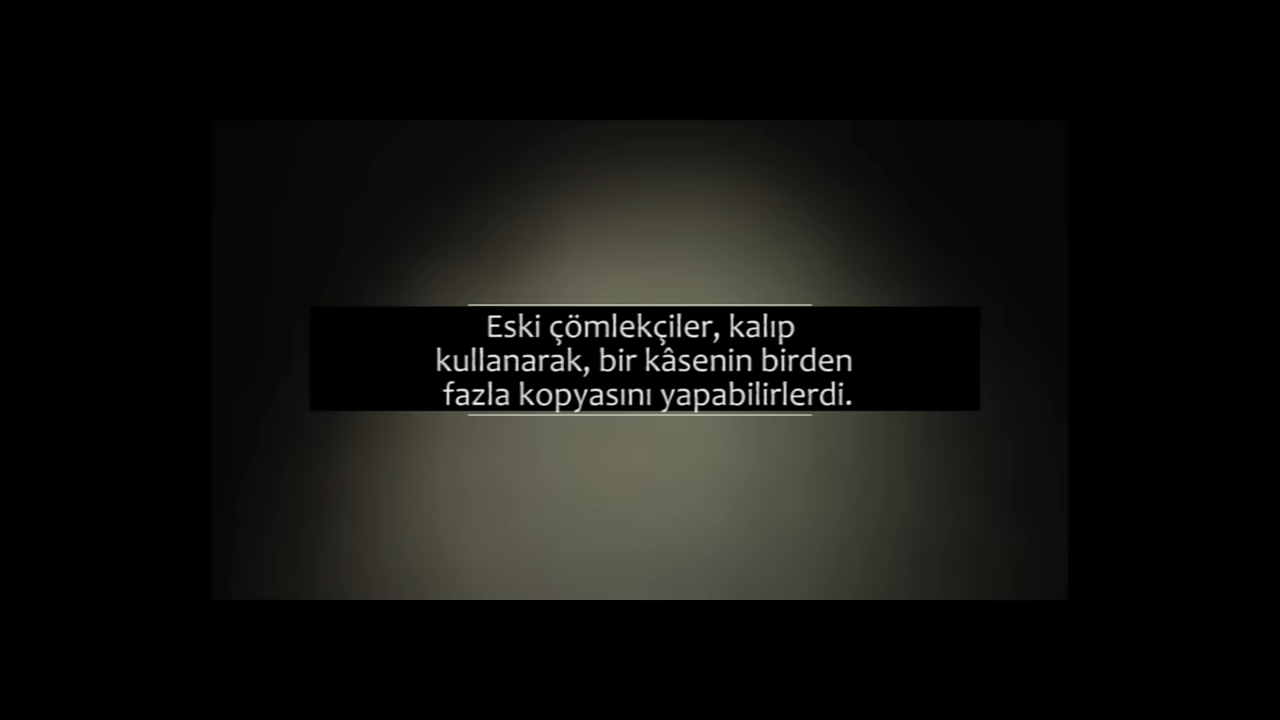 Eski çömlekçiler, kalıp
kullanarak, bir kâsenin birden
fazla kopyasını yapabilirlerdi.